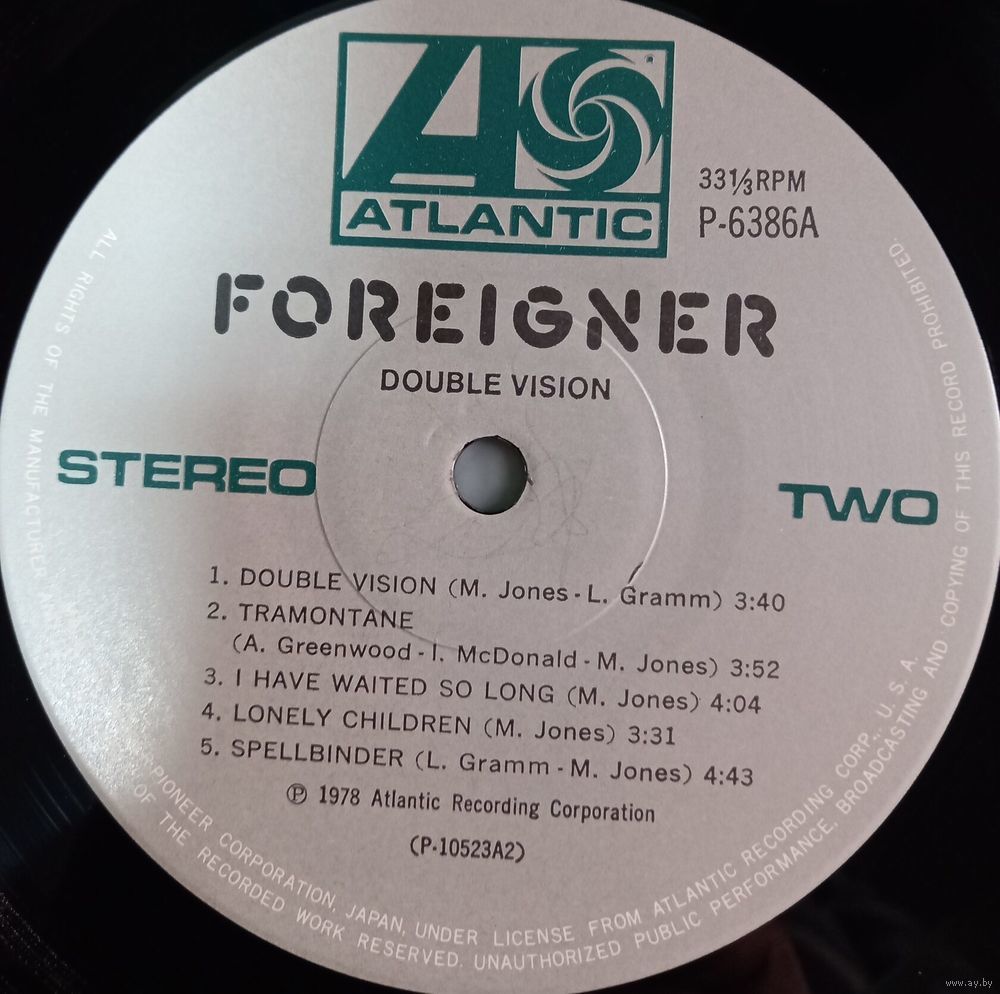 ATLANTIC
33⅓RPM
P-6386A
FOREIGNER
DOUBLE VISION
STEREO
TWO
1. DOUBLE VISION (M. Jones-L. Gramm) 3:40
2. TRAMONTANE
(A. Greenwood-I. McDonald-M. Jones) 3:52
3. I HAVE WAITED SO LONG (M. Jones) 4:04
4. LONELY CHILDREN (M. Jones) 3:31
5. SPELLBINDER (L. Gramm-M. Jones) 4:43
Ⓟ 1978 Atlantic Recording Corporation
(P-10523A2)
PIONEER CORPORATION, JAPAN, UNDER LICENSE FROM ATLANTIC RECORDING CORP., U. S. A.
ALL RIGHTS OF THE MANUFACTURER OF THE RECORDED WORK RESERVED. UNAUTHORIZED PUBLIC PERFORMANCE. BROADCASTING AND COPYING OF THIS RECORD PROHIBITED.
www.ay.by